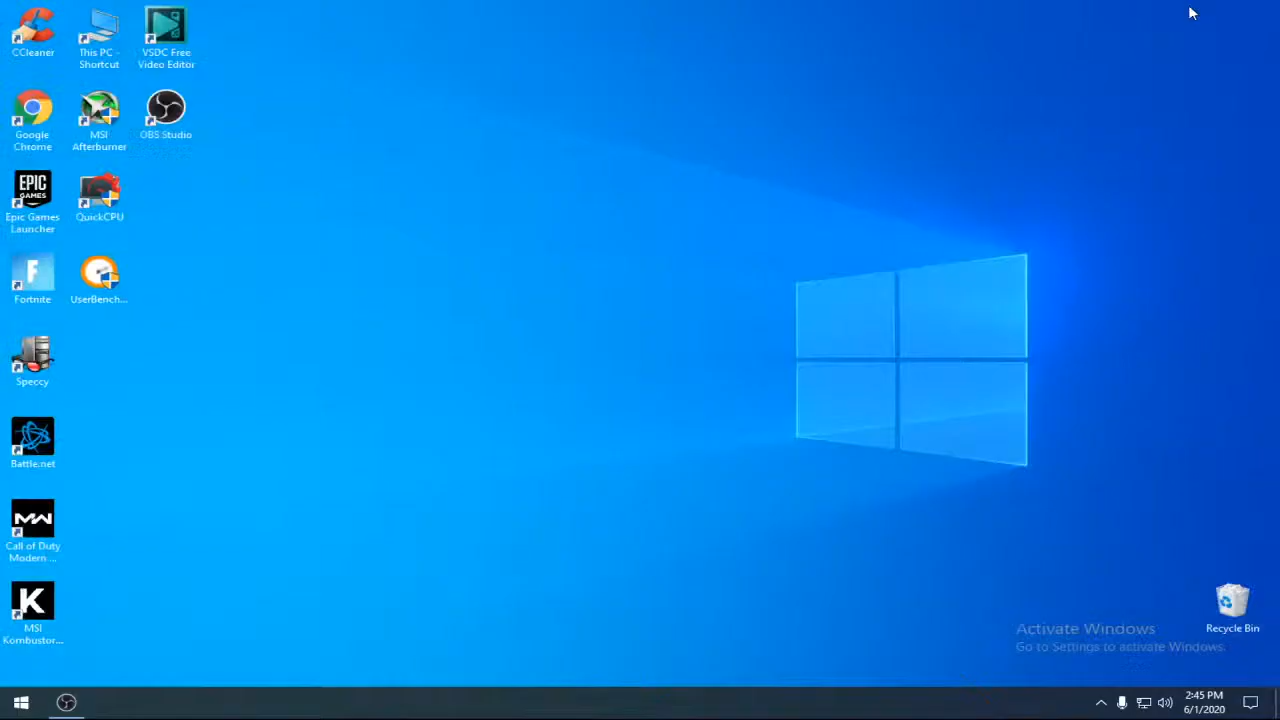 CCleaner
This PC -
Shortcut
VSDC Free
Video Editor
Google
Chrome
MSI
Afterburner
OBS Studio
EPIC
GAMES
Epic Games
Launcher
QuickCPU
F
Fortnite
UserBench...
Speccy
Battle.net
MW
Call of Duty
Modern ...
K
MSI
Kombustor...
Recycle Bin
Activate Windows
Go to Settings to activate Windows.
2:45 PM
6/1/2020